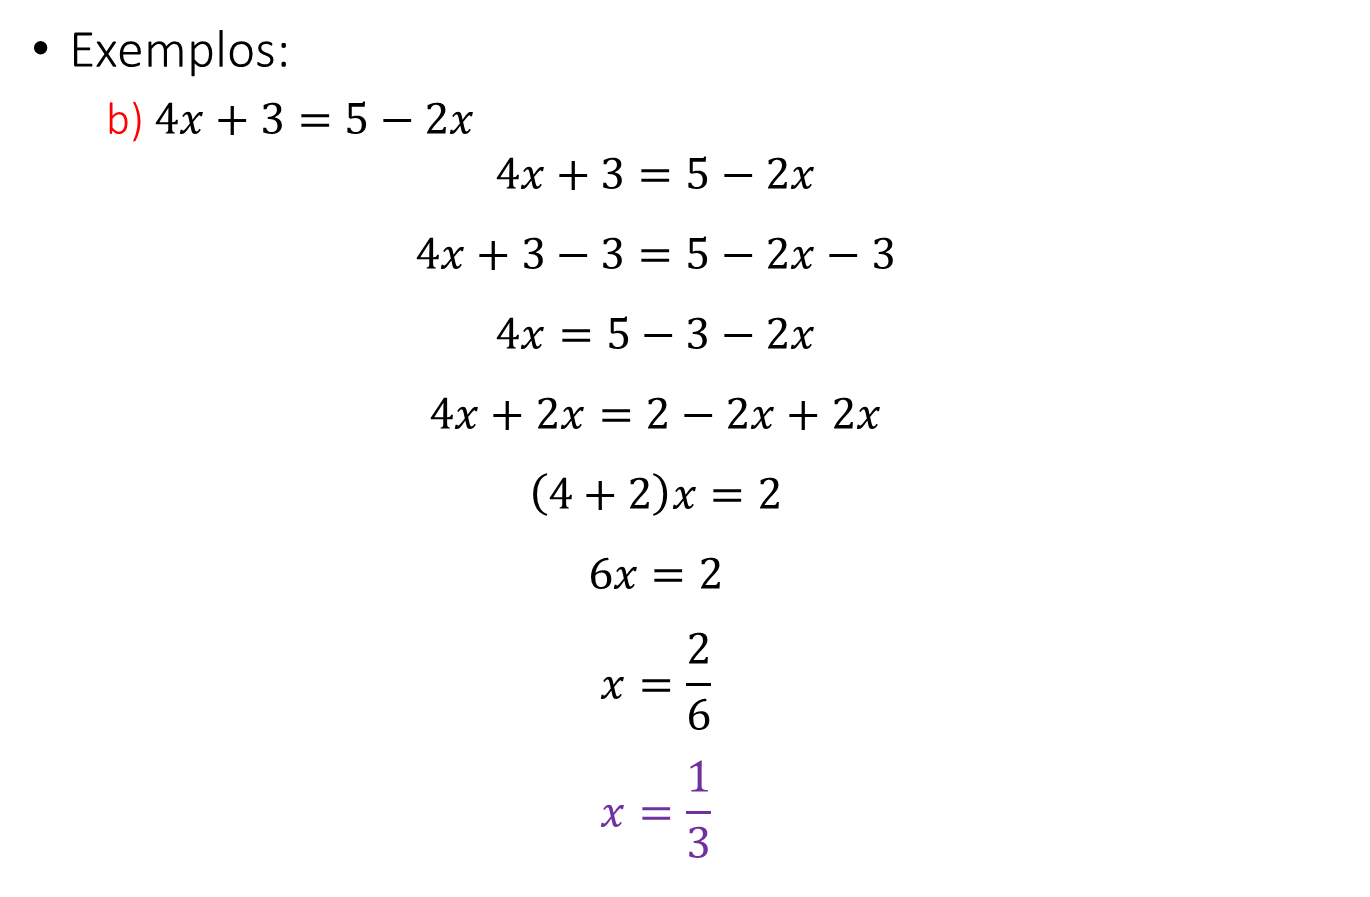 • Exemplos:
b) 4x + 3 = 5 − 2x
4x + 3 = 5 − 2x
4x + 3 − 3 = 5 − 2x − 3
4x = 5 − 3 − 2x
4x + 2x = 2 − 2x + 2x
(4 + 2)x = 2
6x = 2
x = 2/6
x = 1/3